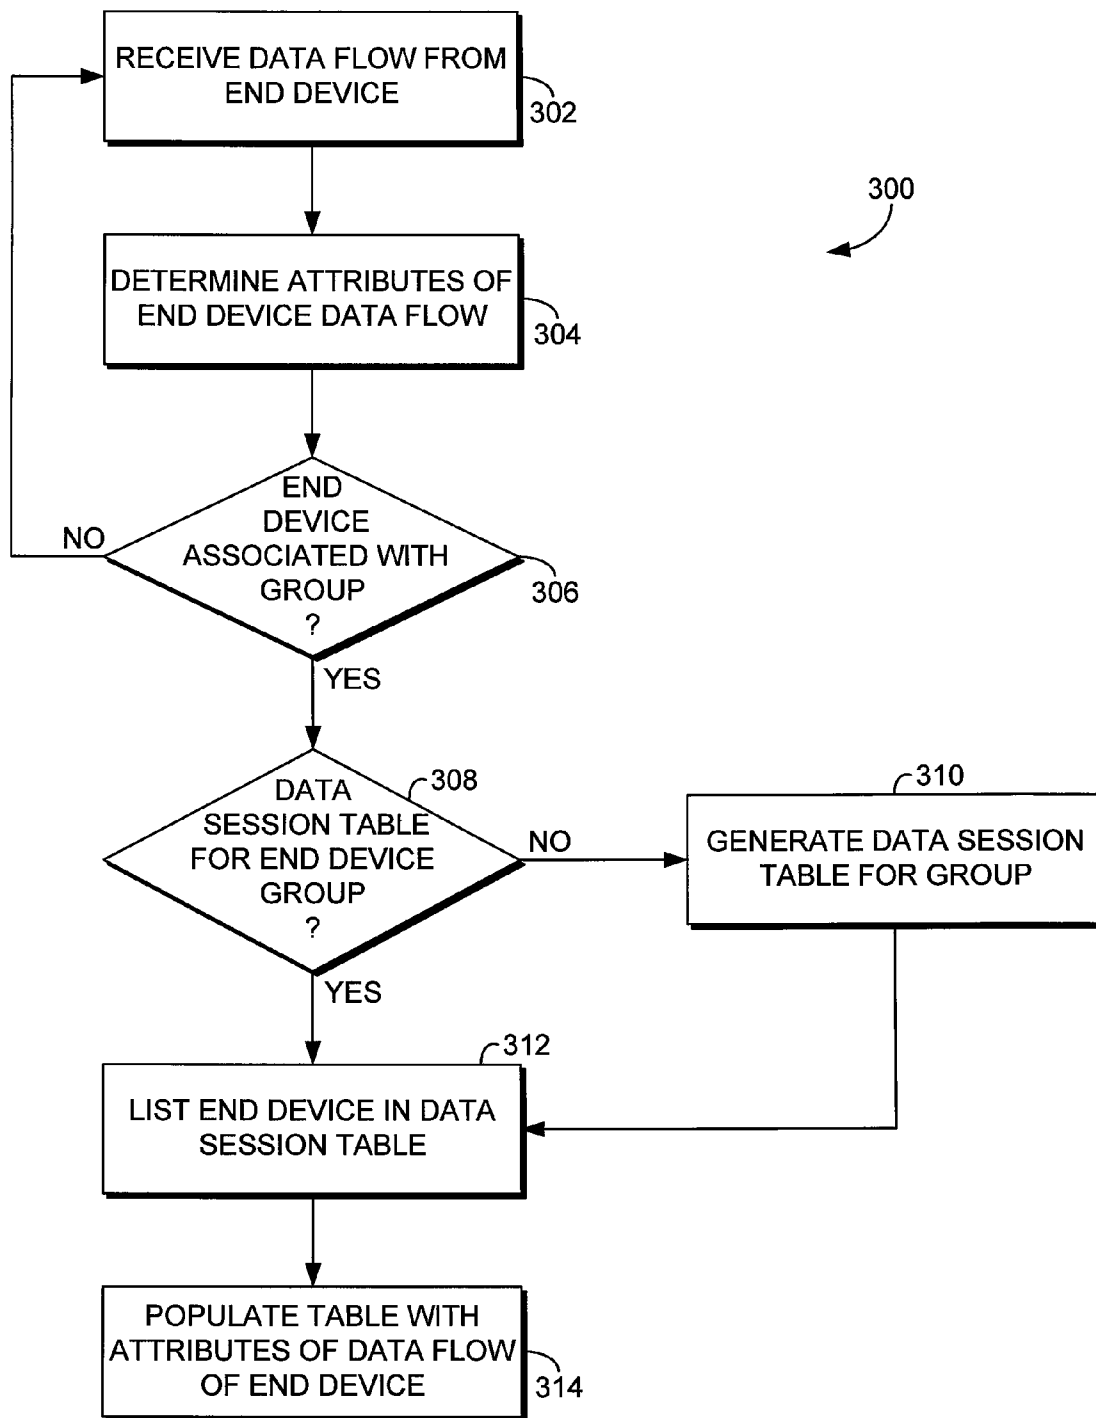 RECEIVE DATA FLOW FROM
END DEVICE
302
300
DETERMINE ATTRIBUTES OF
END DEVICE DATA FLOW
304
END
DEVICE
ASSOCIATED WITH
GROUP
?
306
NO
YES
DATA
SESSION TABLE
FOR END DEVICE
GROUP
?
308
NO
310
GENERATE DATA SESSION
TABLE FOR GROUP
YES
312
LIST END DEVICE IN DATA
SESSION TABLE
POPULATE TABLE WITH
ATTRIBUTES OF DATA FLOW
OF END DEVICE
314